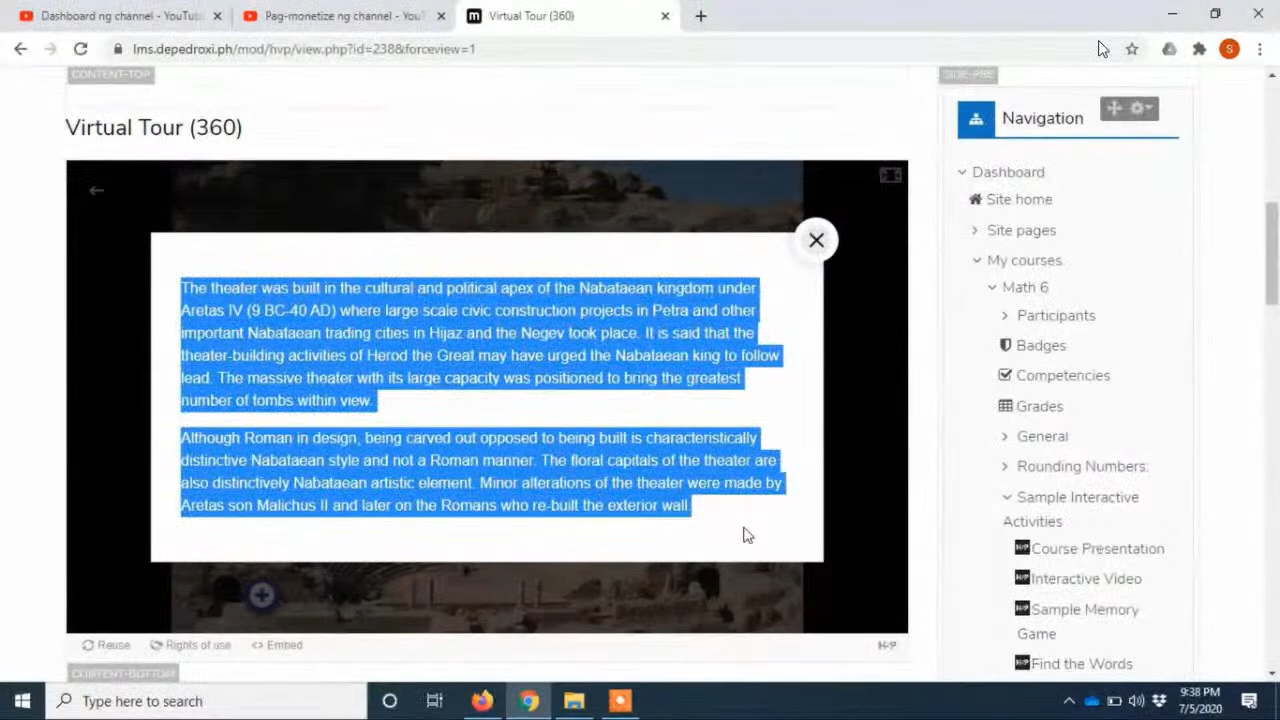 Dashboard ng channel - YouTub
Pag-monetize ng channel - YouT
Virtual Tour (360)
lms.depedroxi.ph/mod/hvp/view.php?id=238&forceview=1
S
CONTENT-TOP
SIDE-PRE
Virtual Tour (360)
The theater was built in the cultural and political apex of the Nabataean kingdom under
Aretas IV (9 BC-40 AD) where large scale civic construction projects in Petra and other
important Nabataean trading cities in Hijaz and the Negev took place. It is said that the
theater-building activities of Herod the Great may have urged the Nabataean king to follow
lead. The massive theater with its large capacity was positioned to bring the greatest
number of tombs within view.
Although Roman in design, being carved out opposed to being built is characteristically
distinctive Nabataean style and not a Roman manner. The floral capitals of the theater are
also distinctively Nabataean artistic element. Minor alterations of the theater were made by
Aretas son Malichus II and later on the Romans who re-built the exterior wall.
Reuse
Rights of use
Embed
H-P
CONTENT-BOTTOM
Navigation
Dashboard
Site home
Site pages
My courses
Math 6
Participants
Badges
Competencies
Grades
General
Rounding Numbers:
Sample Interactive
Activities
Course Presentation
Interactive Video
Sample Memory
Game
Find the Words
Type here to search
9:38 PM
7/5/2020